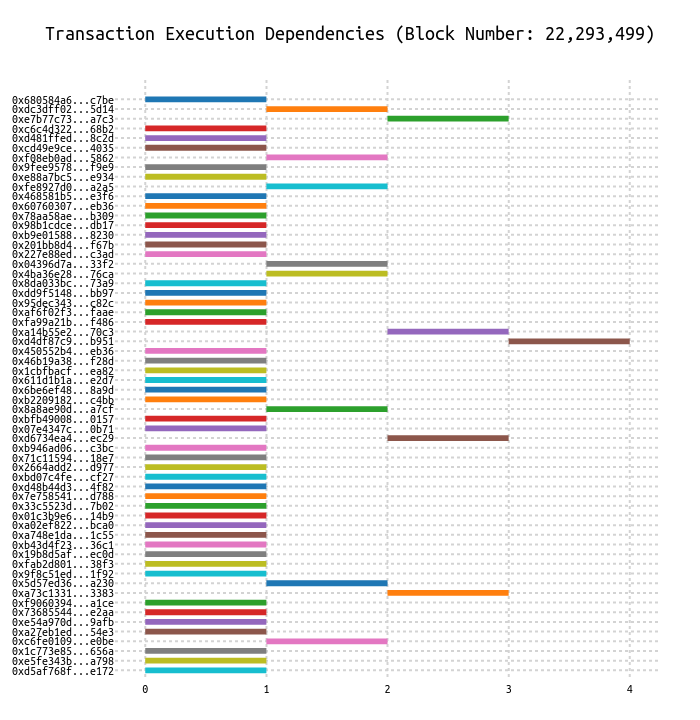 Transaction Execution Dependencies (Block Number: 22,293,499)
0x680584a6...c7be
0xdc3dff02...5d14
0xe7b77c73...a7c3
0xc6c4d322...68b2
0xd481ffed...8c2d
0xcd49e9ce...4035
0xf08eb0ad...5862
0x9fee9578...f9e9
0xe88a7bc5...e934
0xfe8927d0...a2a5
0x468581b5...e3f6
0x60760307...eb36
0x78aa58ae...b309
0x98b1cdce...db17
0xb9e01588...8230
0x201bb8d4...f67b
0x227e88ed...c3ad
0x04396d7a...33f2
0x4ba36e28...76ca
0x8da033bc...73a9
0xdd9f5148...bb97
0x95dec343...c82c
0xaf6f02f3...faae
0xfa99a21b...f486
0xa14b55e2...70c3
0xd4df87c9...b951
0x450552b4...eb36
0x46b19a38...f28d
0x1cbfbacf...ea82
0x611d1b1a...e2d7
0x6be6ef48...8a9d
0xb2209182...c4bb
0x8a8ae90d...a7cf
0xbfb49008...0157
0x07e4347c...0b71
0xd6734ea4...ec29
0xb946ad06...c3bc
0x71c11594...18e7
0x2664add2...d977
0xbd07c4fe...cf27
0xd48b44d3...4f82
0x7e758541...d788
0x33c5523d...7b02
0x01c3b9e6...14b9
0xa02ef822...bca0
0xa748e1da...1c55
0xb43d4f23...36c1
0x19b8d5af...ec0d
0xfab2d801...38f3
0x9f8c51ed...1f92
0x5d57ed36...a230
0xa73c1331...3383
0xf9060394...a1ce
0x73685544...e2aa
0xe54a970d...9afb
0xa27eb1ed...54e3
0xc6fe0109...e0be
0x1c773e85...656a
0xe5fe343b...a798
0xd5af768f...e172
0 1 2 3 4